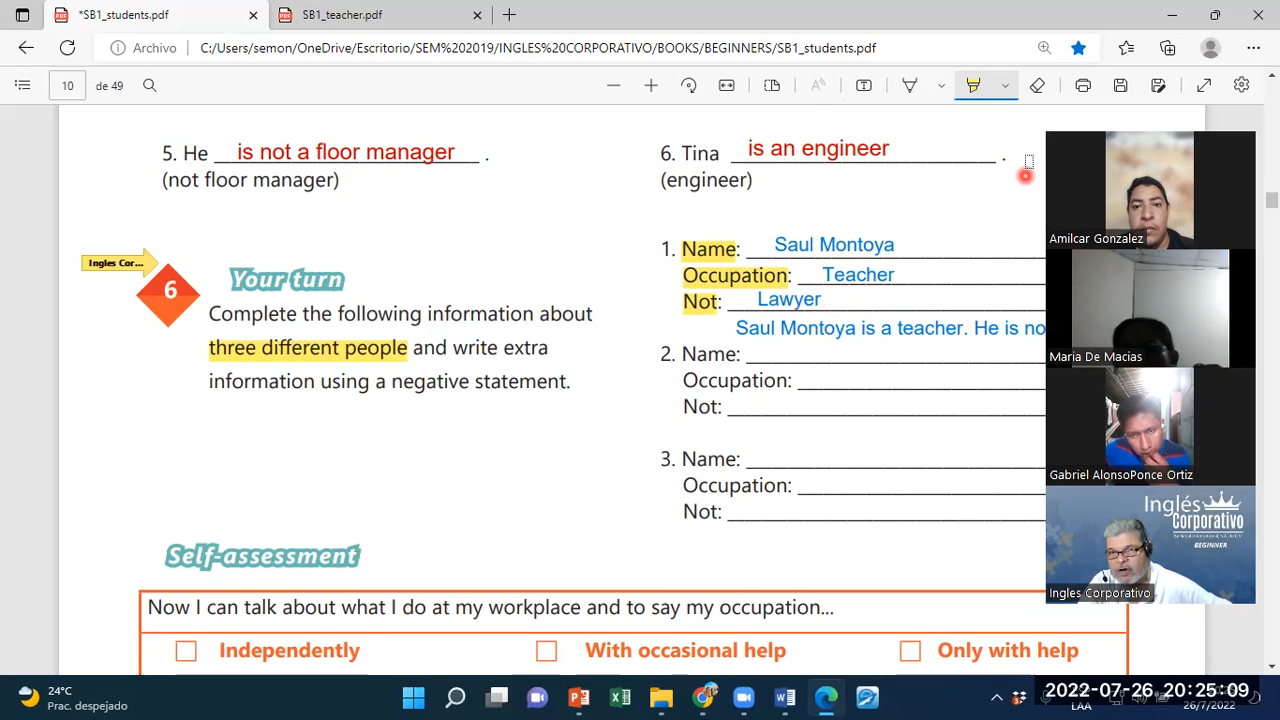 *SB1_students.pdf
SB1_teacher.pdf
Archivo
C:/Users/semon/OneDrive/Escritorio/SEM%202019/INGLES%20CORPORATIVO/BOOKS/BEGINNERS/SB1_students.pdf
10
de 49
5. He is not a floor manager .
(not floor manager)
6. Tina is an engineer .
(engineer)
Ingles Cor...
6
Your turn
Complete the following information about
three different people and write extra
information using a negative statement.
1. Name: Saul Montoya
Occupation: Teacher
Not: Lawyer
Saul Montoya is a teacher. He is no
2. Name:
Occupation:
Not:
3. Name:
Occupation:
Not:
Self-assessment
Now I can talk about what I do at my workplace and to say my occupation...
Independently
With occasional help
Only with help
Amilcar Gonzalez
Maria De Macias
Gabriel AlonsoPonce Ortiz
Inglés
Corporativo
BEGINNER
Ingles Corporativo
24°C
Prac. despejado
LAA
2022-07-26 20:25:09
26/7/2022